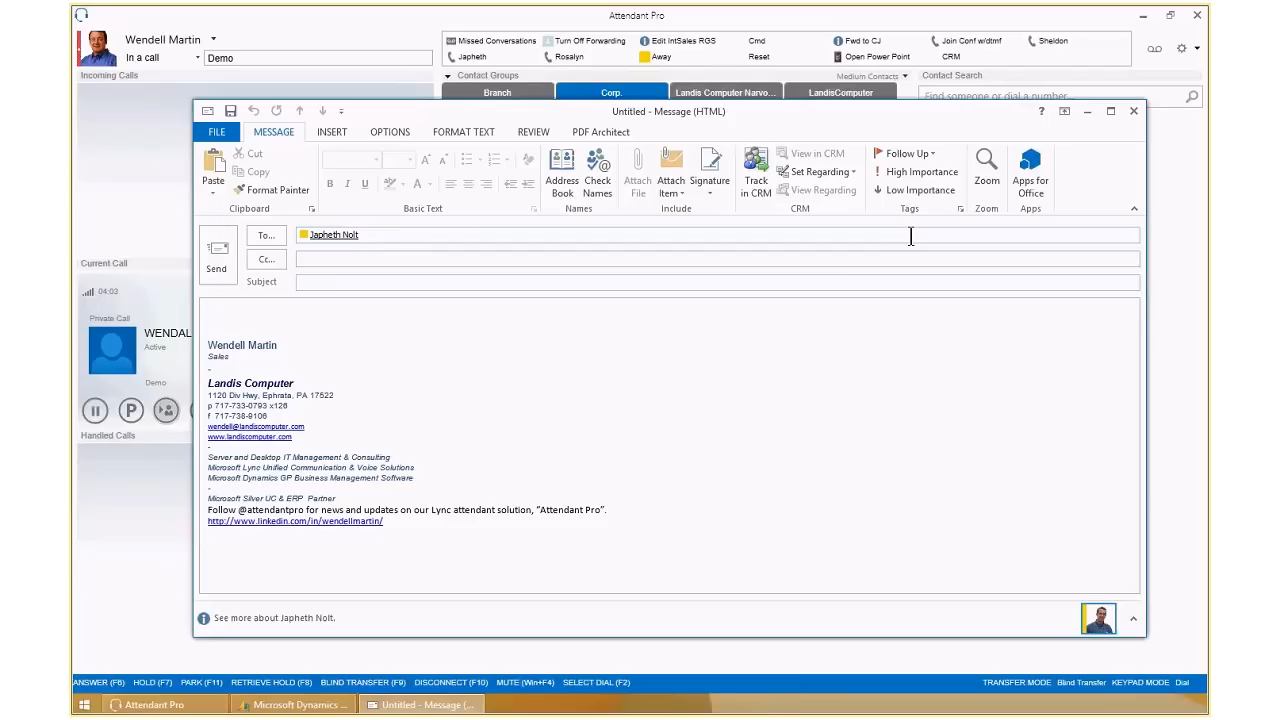 Attendant Pro
Wendell Martin
In a call
Demo
Missed Conversations
Turn Off Forwarding
Edit IntSales RGS
Cmd
Fwd to CJ
Join Conf w/dtmf
Sheldon
Japheth
Rosalyn
Away
Reset
Open Power Point
CRM
Incoming Calls
Contact Groups
Medium Contacts
Contact Search
Branch
Corp.
Landis Computer Narvo...
LandisComputer
Find someone or dial a number...
Untitled - Message (HTML)
FILE
MESSAGE
INSERT
OPTIONS
FORMAT TEXT
REVIEW
PDF Architect
Paste
Cut
Copy
Format Painter
Clipboard
B I U
Basic Text
Address Book
Check Names
Names
Attach File
Attach Item
Signature
Include
Track in CRM
View in CRM
Set Regarding
View Regarding
CRM
Follow Up
High Importance
Low Importance
Tags
Zoom
Zoom
Apps for Office
Apps
Send
To...
Japheth Nolt
Cc...
Subject
Current Call
04:03
Private Call
WENDAL
Active
Demo
P
Handled Calls
Wendell Martin
Sales
-
Landis Computer
1120 Div Hwy, Ephrata, PA 17522
p 717-733-0793 x126
f 717-738-9106
wendell@landiscomputer.com
www.landiscomputer.com
-
Server and Desktop IT Management & Consulting
Microsoft Lync Unified Communication & Voice Solutions
Microsoft Dynamics GP Business Management Software
-
Microsoft Silver UC & ERP Partner
Follow @attendantpro for news and updates on our Lync attendant solution, “Attendant Pro”.
http://www.linkedin.com/in/wendellmartin/
See more about Japheth Nolt.
ANSWER (F6) HOLD (F7) PARK (F11) RETRIEVE HOLD (F8) BLIND TRANSFER (F9) DISCONNECT (F10) MUTE (Win+F4) SELECT DIAL (F2)
TRANSFER MODE Blind Transfer KEYPAD MODE Dial
Attendant Pro
Microsoft Dynamics ...
Untitled - Message (...